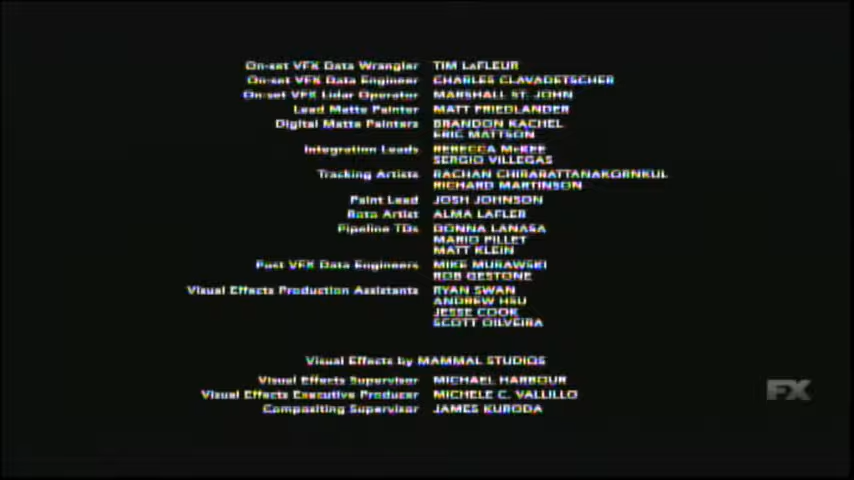 On-set VFX Data Wrangler TIM LaFLEUR
On-set VFX Data Engineer CHARLES CLAVADETSCHER
On-set VFX Lidar Operator MARSHALL ST. JOHN
Lead Matte Painter MATT FRIEDLANDER
Digital Matte Painters BRANDON KACHEL
ERIC MATTSON
Integration Leads REBECCA McKEE
SERGIO VILLEGAS
Tracking Artists RACHAN CHIRARATTANAKORNKUL
RICHARD MARTINSON
Paint Lead JOSH JOHNSON
Roto Artist ALMA LAFLER
Pipeline TDs DONNA LANASA
MARIO PILLET
MATT KLEIN
Post VFX Data Engineers MIKE MURAWSKI
ROB GESTONE
Visual Effects Production Assistants RYAN SWAN
ANDREW HSU
JESSE COOK
SCOTT OILVEIRA
Visual Effects by MAMMAL STUDIOS
Visual Effects Supervisor MICHAEL HARBOUR
Visual Effects Executive Producer MICHELE C. VALLILLO
Compositing Supervisor JAMES KURODA
FX